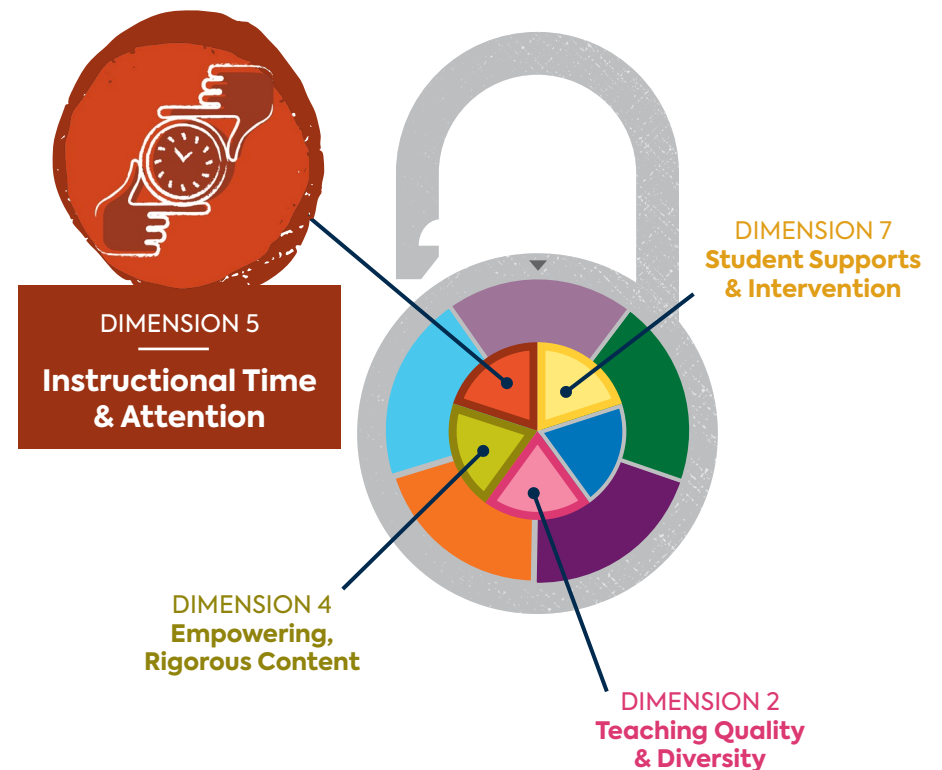 DIMENSION 5
Instructional Time
& Attention
DIMENSION 7
Student Supports
& Intervention
DIMENSION 4
Empowering,
Rigorous Content
DIMENSION 2
Teaching Quality
& Diversity